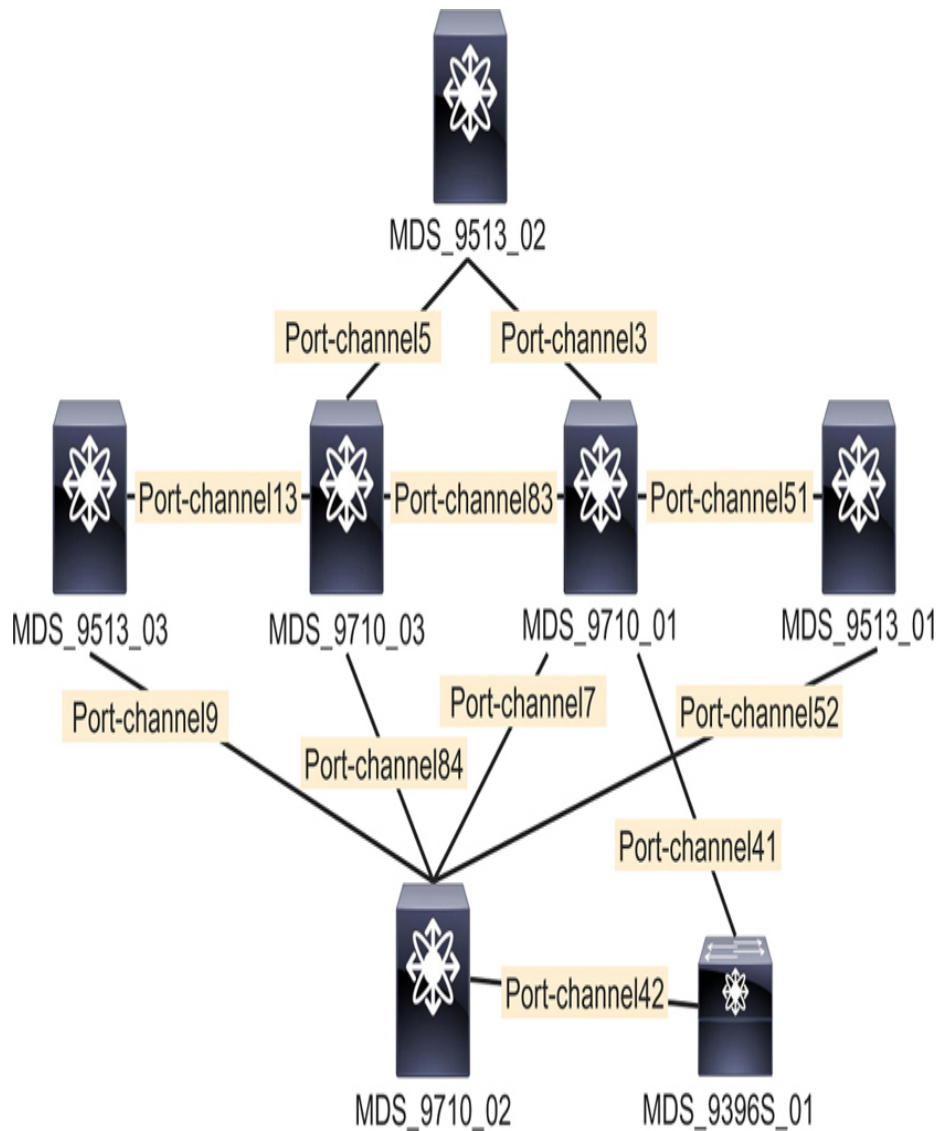 MDS_9513_02
Port-channel5
Port-channel3
Port-channel13
Port-channel83
Port-channel51
MDS_9513_03
MDS_9710_03
MDS_9710_01
MDS_9513_01
Port-channel9
Port-channel7
Port-channel52
Port-channel84
Port-channel41
Port-channel42
MDS_9710_02
MDS_9396S_01